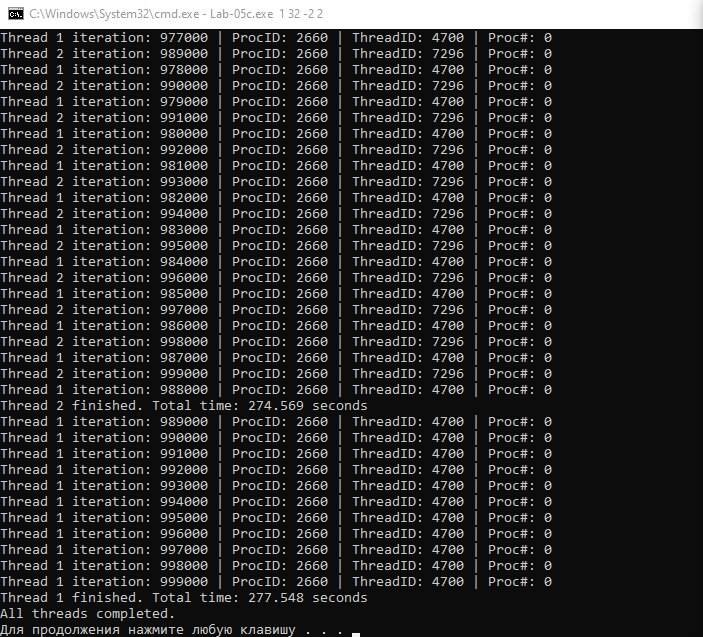 C:\Windows\System32\cmd.exe - Lab-05c.exe 1 32 -2 2
Thread 1 iteration: 977000 | ProcID: 2660 | ThreadID: 4700 | Proc#: 0
Thread 2 iteration: 989000 | ProcID: 2660 | ThreadID: 7296 | Proc#: 0
Thread 1 iteration: 978000 | ProcID: 2660 | ThreadID: 4700 | Proc#: 0
Thread 2 iteration: 990000 | ProcID: 2660 | ThreadID: 7296 | Proc#: 0
Thread 1 iteration: 979000 | ProcID: 2660 | ThreadID: 4700 | Proc#: 0
Thread 2 iteration: 991000 | ProcID: 2660 | ThreadID: 7296 | Proc#: 0
Thread 1 iteration: 980000 | ProcID: 2660 | ThreadID: 4700 | Proc#: 0
Thread 2 iteration: 992000 | ProcID: 2660 | ThreadID: 7296 | Proc#: 0
Thread 1 iteration: 981000 | ProcID: 2660 | ThreadID: 4700 | Proc#: 0
Thread 2 iteration: 993000 | ProcID: 2660 | ThreadID: 7296 | Proc#: 0
Thread 1 iteration: 982000 | ProcID: 2660 | ThreadID: 4700 | Proc#: 0
Thread 2 iteration: 994000 | ProcID: 2660 | ThreadID: 7296 | Proc#: 0
Thread 1 iteration: 983000 | ProcID: 2660 | ThreadID: 4700 | Proc#: 0
Thread 2 iteration: 995000 | ProcID: 2660 | ThreadID: 7296 | Proc#: 0
Thread 1 iteration: 984000 | ProcID: 2660 | ThreadID: 4700 | Proc#: 0
Thread 2 iteration: 996000 | ProcID: 2660 | ThreadID: 7296 | Proc#: 0
Thread 1 iteration: 985000 | ProcID: 2660 | ThreadID: 4700 | Proc#: 0
Thread 2 iteration: 997000 | ProcID: 2660 | ThreadID: 7296 | Proc#: 0
Thread 1 iteration: 986000 | ProcID: 2660 | ThreadID: 4700 | Proc#: 0
Thread 2 iteration: 998000 | ProcID: 2660 | ThreadID: 7296 | Proc#: 0
Thread 1 iteration: 987000 | ProcID: 2660 | ThreadID: 4700 | Proc#: 0
Thread 2 iteration: 999000 | ProcID: 2660 | ThreadID: 7296 | Proc#: 0
Thread 1 iteration: 988000 | ProcID: 2660 | ThreadID: 4700 | Proc#: 0
Thread 2 finished. Total time: 274.569 seconds
Thread 1 iteration: 989000 | ProcID: 2660 | ThreadID: 4700 | Proc#: 0
Thread 1 iteration: 990000 | ProcID: 2660 | ThreadID: 4700 | Proc#: 0
Thread 1 iteration: 991000 | ProcID: 2660 | ThreadID: 4700 | Proc#: 0
Thread 1 iteration: 992000 | ProcID: 2660 | ThreadID: 4700 | Proc#: 0
Thread 1 iteration: 993000 | ProcID: 2660 | ThreadID: 4700 | Proc#: 0
Thread 1 iteration: 994000 | ProcID: 2660 | ThreadID: 4700 | Proc#: 0
Thread 1 iteration: 995000 | ProcID: 2660 | ThreadID: 4700 | Proc#: 0
Thread 1 iteration: 996000 | ProcID: 2660 | ThreadID: 4700 | Proc#: 0
Thread 1 iteration: 997000 | ProcID: 2660 | ThreadID: 4700 | Proc#: 0
Thread 1 iteration: 998000 | ProcID: 2660 | ThreadID: 4700 | Proc#: 0
Thread 1 iteration: 999000 | ProcID: 2660 | ThreadID: 4700 | Proc#: 0
Thread 1 finished. Total time: 277.548 seconds
All threads completed.
Для продолжения нажмите любую клавишу . . .